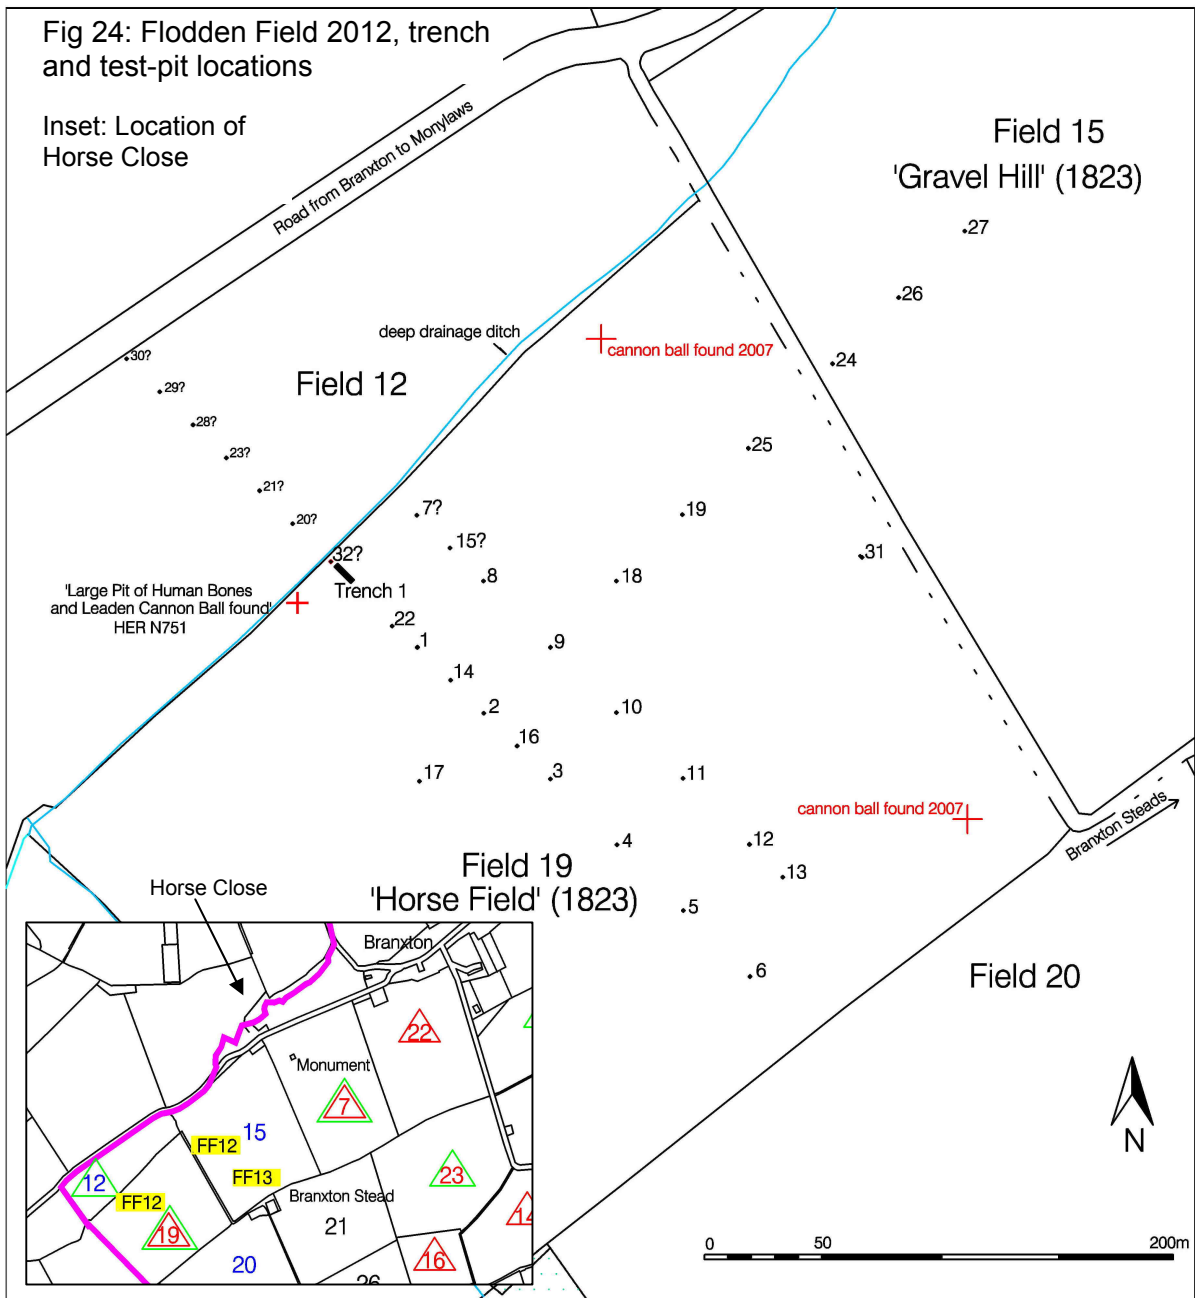 Fig 24: Flodden Field 2012, trench
and test-pit locations
Inset: Location of
Horse Close
Road from Branxton to Monylaws
Field 15
'Gravel Hill' (1823)
27
26
deep drainage ditch
cannon ball found 2007
24
30?
Field 12
29?
28?
25
23?
21?
20?
7?
19
15?
32?
31
8
18
Trench 1
'Large Pit of Human Bones
and Leaden Cannon Ball found'
HER N751
22
1
9
14
2
10
16
17
3
11
cannon ball found 2007
Branxton Steads
4
12
Field 19
'Horse Field' (1823)
13
Horse Close
5
6
Field 20
Branxton
22
Monument
7
15
FF12
FF13
12
FF12
23
Branxton Stead
19
21
14
20
16
26
N
0
50
200m